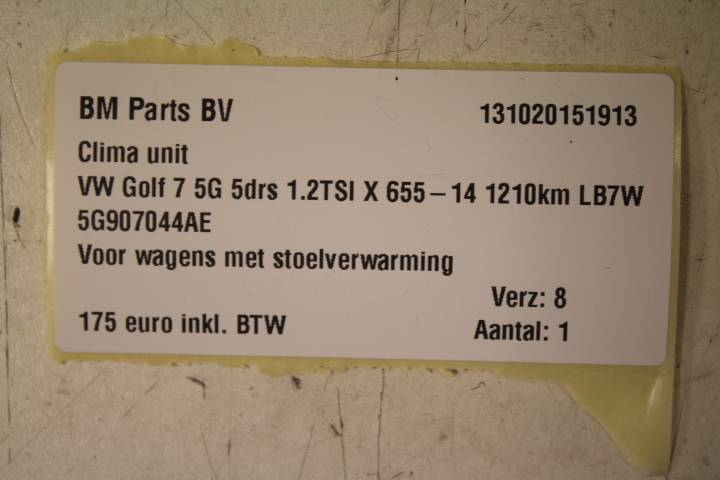 BM Parts BV 131020151913
Clima unit
VW Golf 7 5G 5drs 1.2TSI X 655-14 1210km LB7W
5G907044AE
Voor wagens met stoelverwarming
Verz: 8
175 euro inkl. BTW Aantal: 1